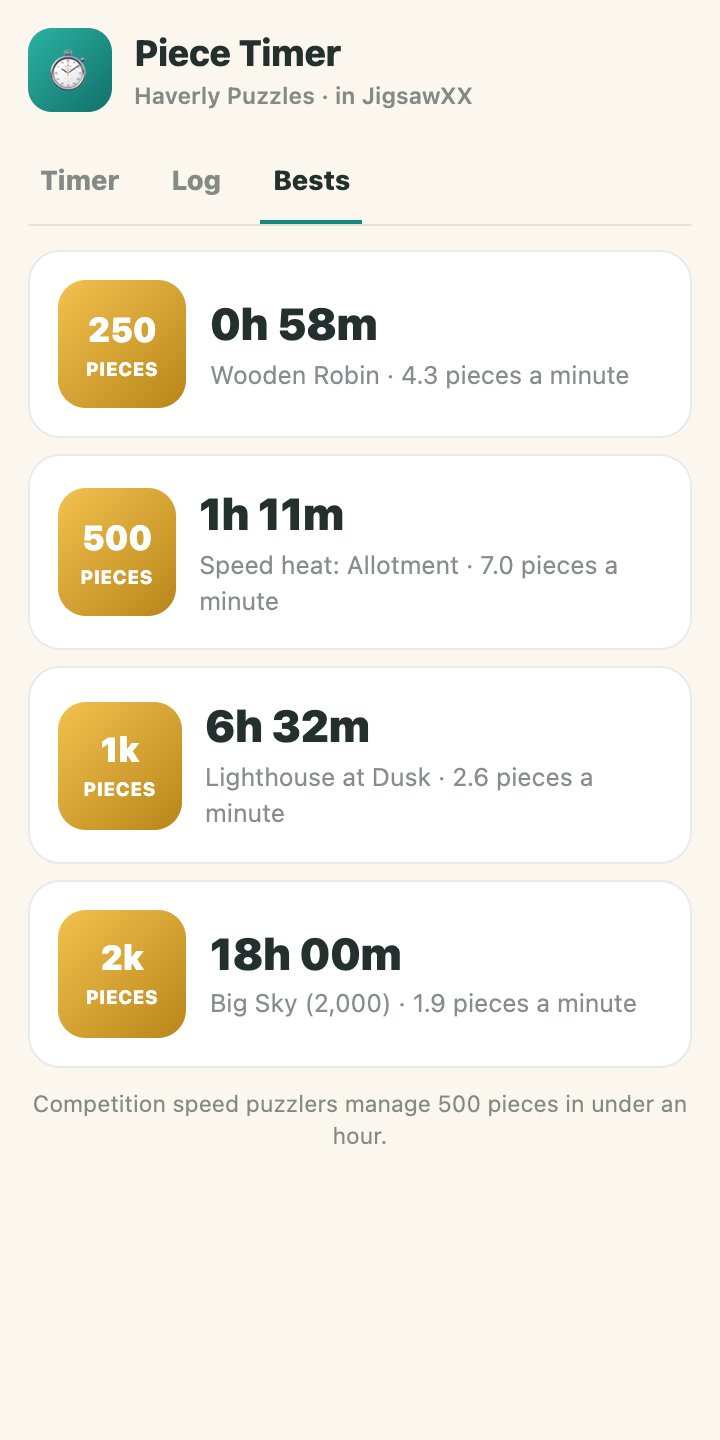 Piece Timer
Haverly Puzzles · in JigsawXX
Timer Log Bests
250
PIECES
0h 58m
Wooden Robin · 4.3 pieces a minute
500
PIECES
1h 11m
Speed heat: Allotment · 7.0 pieces a
minute
1k
PIECES
6h 32m
Lighthouse at Dusk · 2.6 pieces a
minute
2k
PIECES
18h 00m
Big Sky (2,000) · 1.9 pieces a minute
Competition speed puzzlers manage 500 pieces in under an
hour.